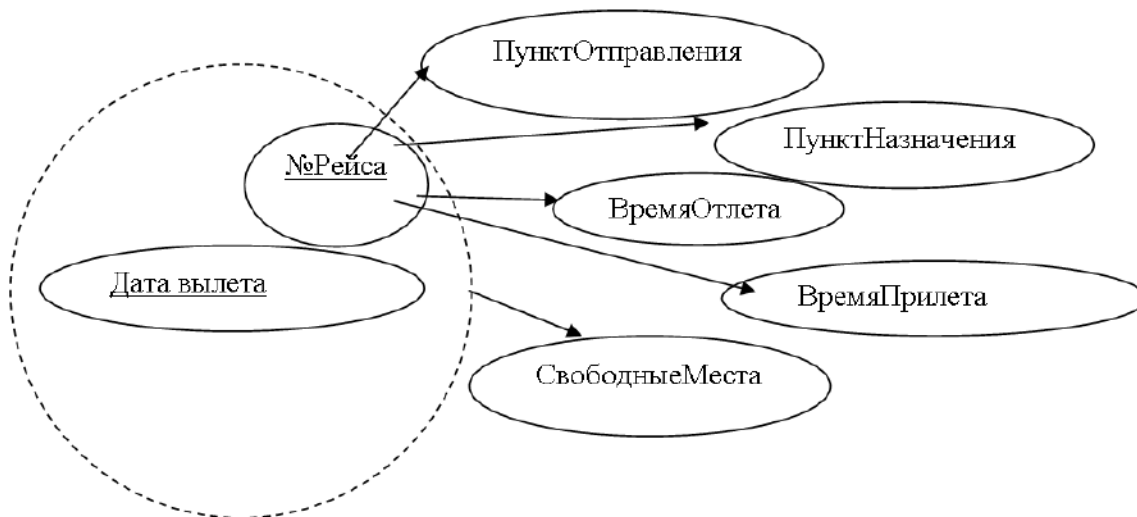 ПунктОтправления
ПунктНазначения
№Рейса
ВремяОтлета
Дата вылета
ВремяПрилета
СвободныеМеста